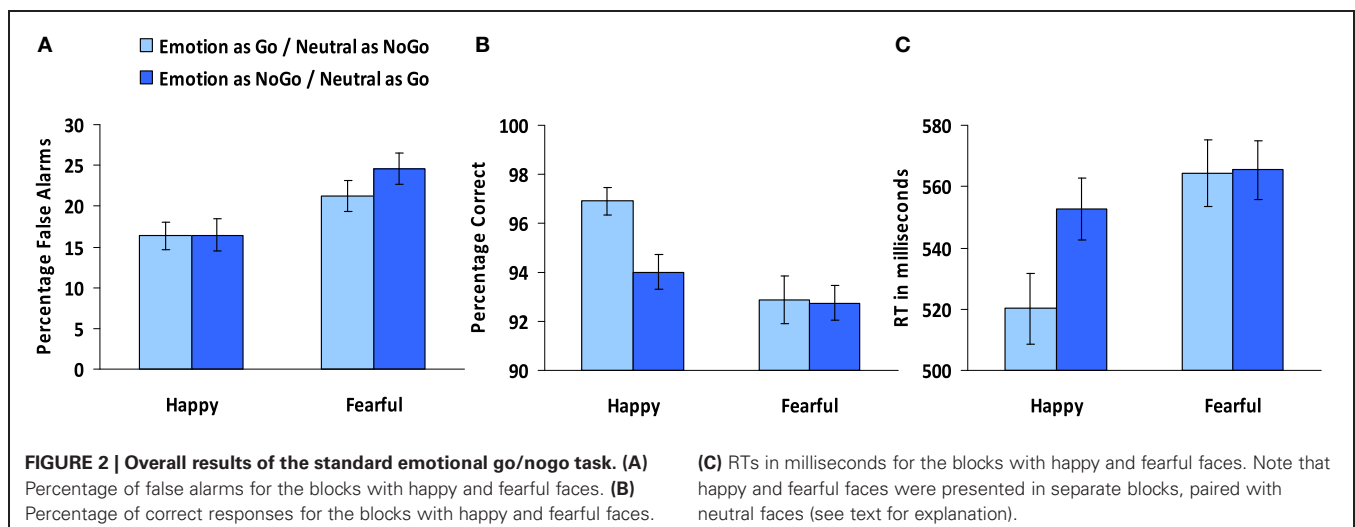 A
Emotion as Go / Neutral as NoGo
Emotion as NoGo / Neutral as Go
Percentage False Alarms
30
25
20
15
10
5
0
Happy
Fearful
B
Percentage Correct
100
98
96
94
92
90
Happy
Fearful
C
RT in milliseconds
580
560
540
520
500
Happy
Fearful
FIGURE 2 | Overall results of the standard emotional go/nogo task. (A)
Percentage of false alarms for the blocks with happy and fearful faces. (B)
Percentage of correct responses for the blocks with happy and fearful faces.
(C) RTs in milliseconds for the blocks with happy and fearful faces. Note that
happy and fearful faces were presented in separate blocks, paired with
neutral faces (see text for explanation).